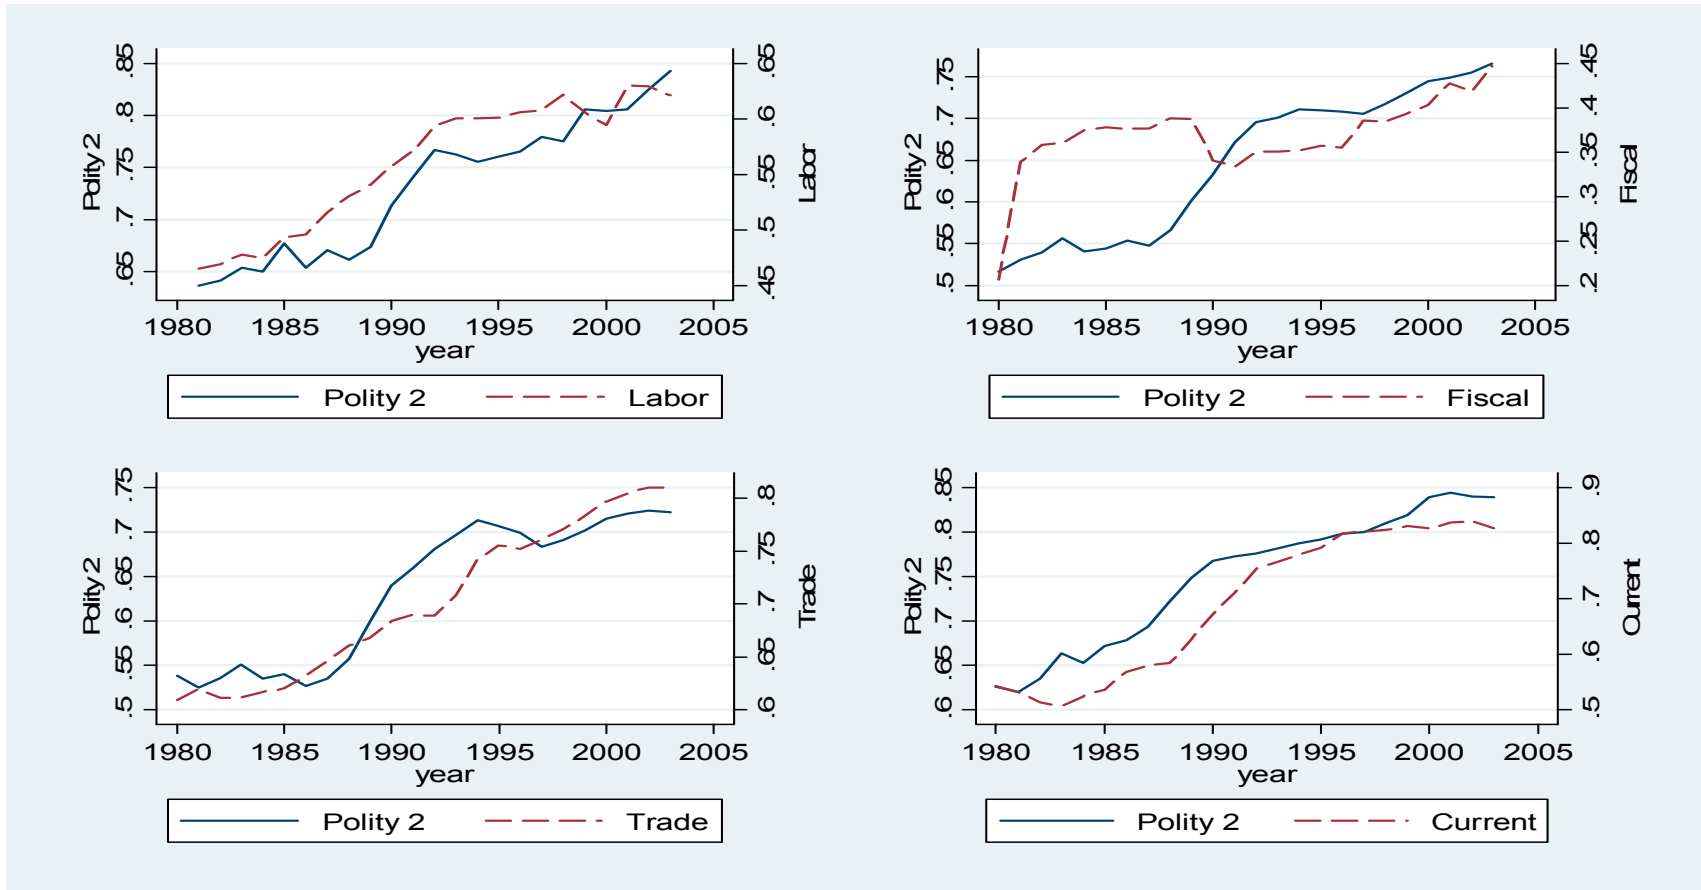 .85
.8
.75
.7
.65
Polity 2
.65
.6
.55
.5
.45
Labor
1980 1985 1990 1995 2000 2005
year
Polity 2 Labor
.75
.7
.65
.6
.55
.5
Polity 2
.45
.4
.35
.3
.25
.2
Fiscal
1980 1985 1990 1995 2000 2005
year
Polity 2 Fiscal
.75
.7
.65
.6
.55
.5
Polity 2
.8
.75
.7
.65
.6
Trade
1980 1985 1990 1995 2000 2005
year
Polity 2 Trade
.85
.8
.75
.7
.65
.6
Polity 2
.9
.8
.7
.6
.5
Current
1980 1985 1990 1995 2000 2005
year
Polity 2 Current